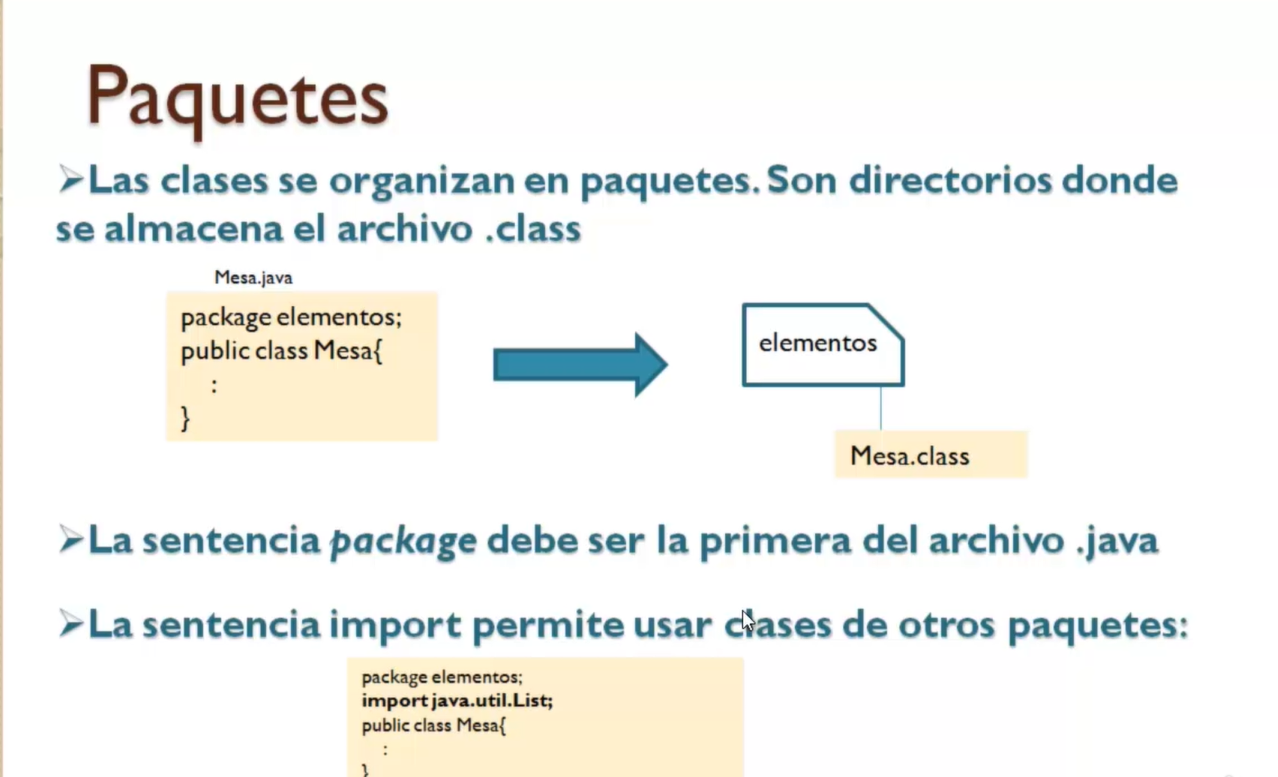 Paquetes
➢Las clases se organizan en paquetes. Son directorios donde
se almacena el archivo .class
Mesa.java
package elementos;
public class Mesa{
:
}
elementos
Mesa.class
➢La sentencia package debe ser la primera del archivo .java
➢La sentencia import permite usar clases de otros paquetes:
package elementos;
import java.util.List;
public class Mesa{
:
}